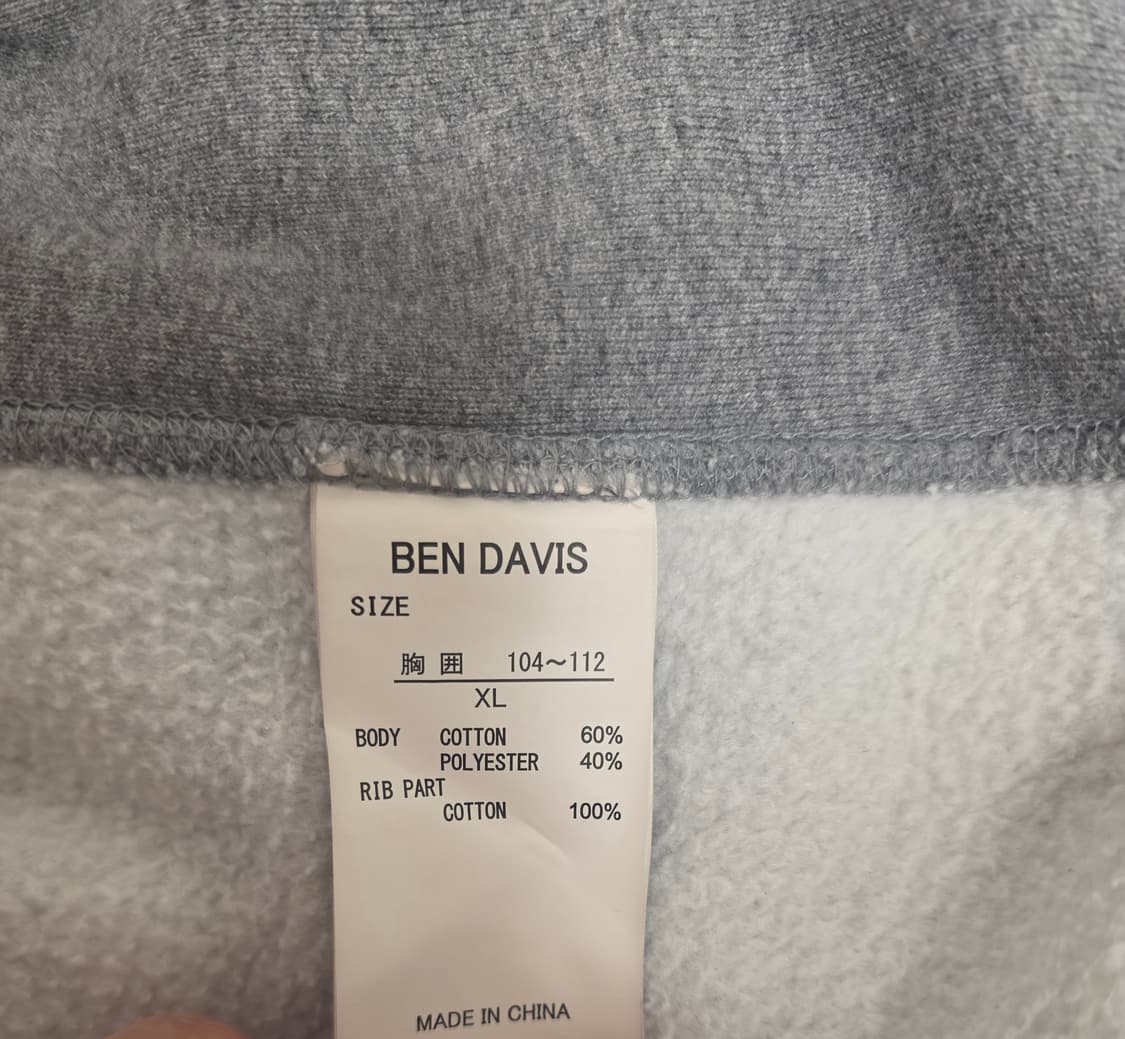 BEN DAVIS
SIZE
胸 囲 104～112
XL
BODY COTTON 60%
POLYESTER 40%
RIB PART
COTTON 100%
MADE IN CHINA